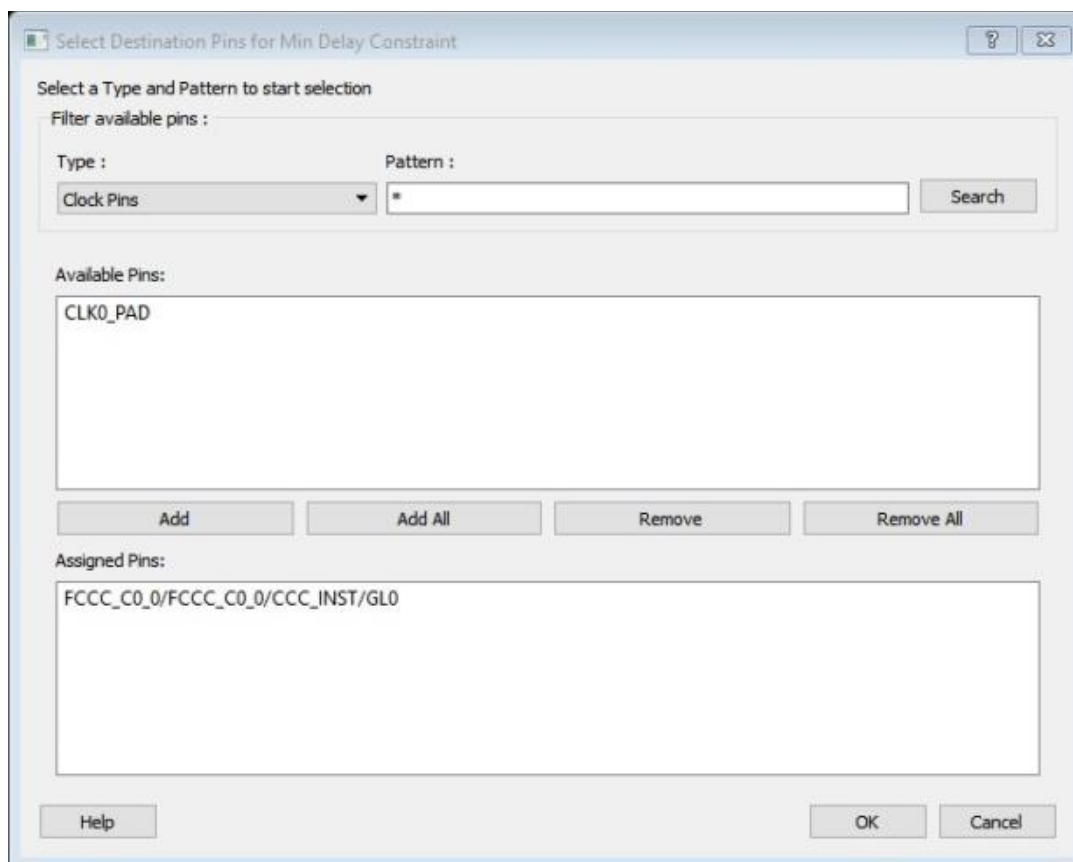 Select Destination Pins for Min Delay Constraint
Select a Type and Pattern to start selection
Filter available pins :
Type : Pattern :
Clock Pins * Search
Available Pins:
CLK0_PAD
Add Add All Remove Remove All
Assigned Pins:
FCCC_C0_0/FCCC_C0_0/CCC_INST/GL0
Help OK Cancel